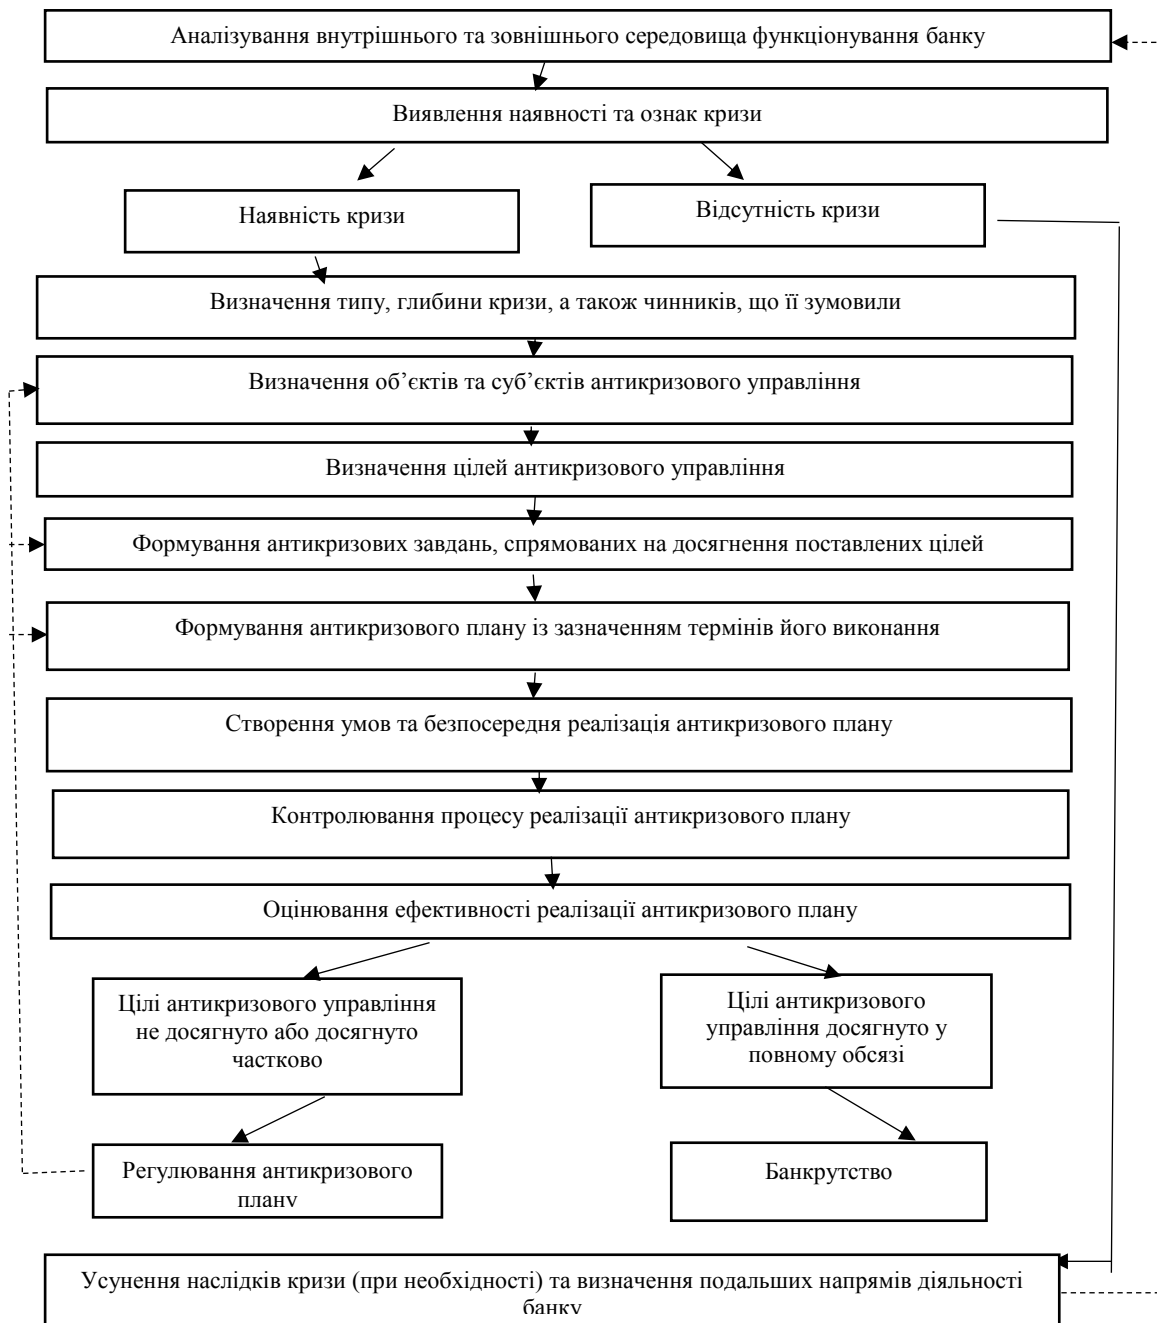 Аналізування внутрішнього та зовнішнього середовища функціонування банку
Виявлення наявності та ознак кризи
Наявність кризи
Відсутність кризи
Визначення типу, глибини кризи, а також чинників, що її зумовили
Визначення об’єктів та суб’єктів антикризового управління
Визначення цілей антикризового управління
Формування антикризових завдань, спрямованих на досягнення поставлених цілей
Формування антикризового плану із зазначенням термінів його виконання
Створення умов та безпосередня реалізація антикризового плану
Контролювання процесу реалізації антикризового плану
Оцінювання ефективності реалізації антикризового плану
Цілі антикризового управління
не досягнуто або досягнуто
частково
Цілі антикризового
управління досягнуто у
повному обсязі
Регулювання антикризового
плану
Банкрутство
Усунення наслідків кризи (при необхідності) та визначення подальших напрямів діяльності
банку